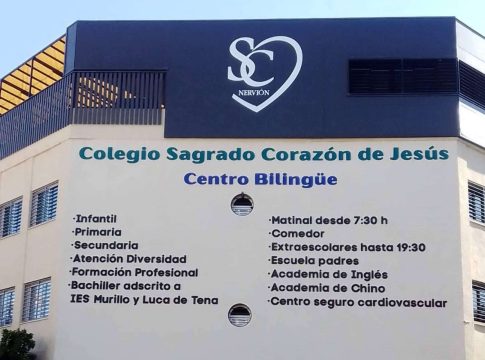 SC
NERVIÓN
Colegio Sagrado Corazón de Jesús
Centro Bilingüe
·Infantil
·Primaria
·Secundaria
·Atención Diversidad
·Formación Profesional
·Bachiller adscrito a
IES Murillo y Luca de Tena
·Matinal desde 7:30 h
·Comedor
·Extraescolares hasta 19:30
·Escuela padres
·Academia de Inglés
·Academia de Chino
·Centro seguro cardiovascular